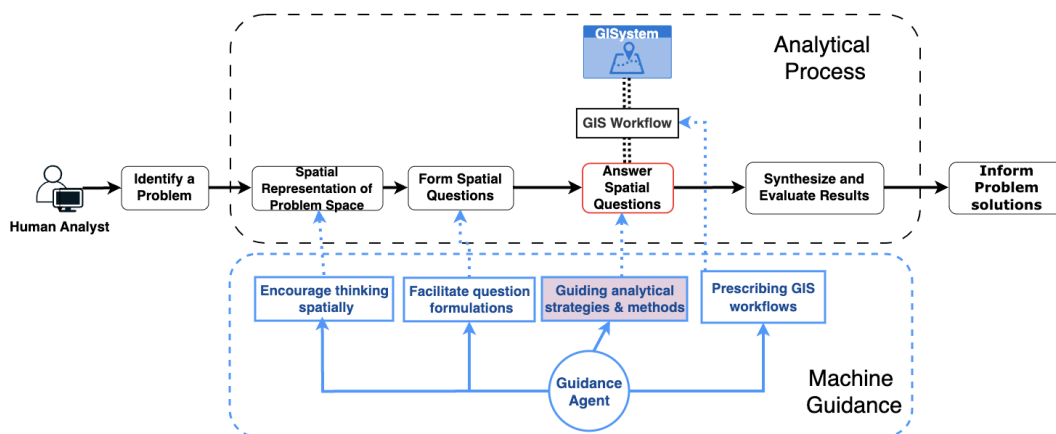 GISystem
Analytical
Process
GIS Workflow
Human Analyst
Identify a
Problem
Spatial
Representation of
Problem Space
Form Spatial
Questions
Answer
Spatial
Questions
Synthesize and
Evaluate Results
Inform
Problem
solutions
Encourage thinking
spatially
Facilitate question
formulations
Guiding analytical
strategies & methods
Prescribing GIS
workflows
Guidance
Agent
Machine
Guidance